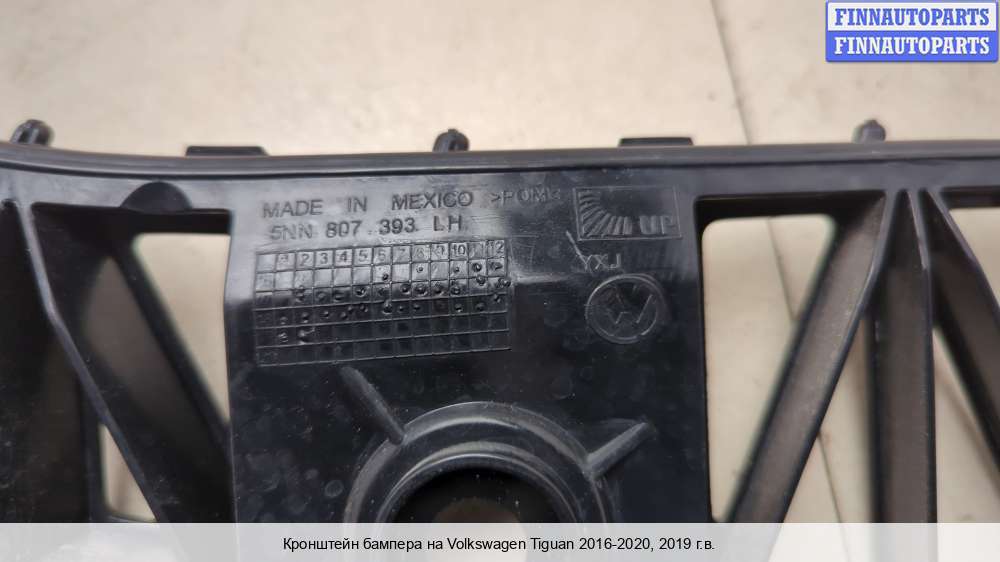 FINNAUTOPARTS
FINNAUTOPARTS
MADE IN MEXICO >POM<
5NN 807 393 LH
UP
1 2 3 4 5 6 7 8 9 10 11 12
YXJ
Кронштейн бампера на Volkswagen Tiguan 2016-2020, 2019 г.в.